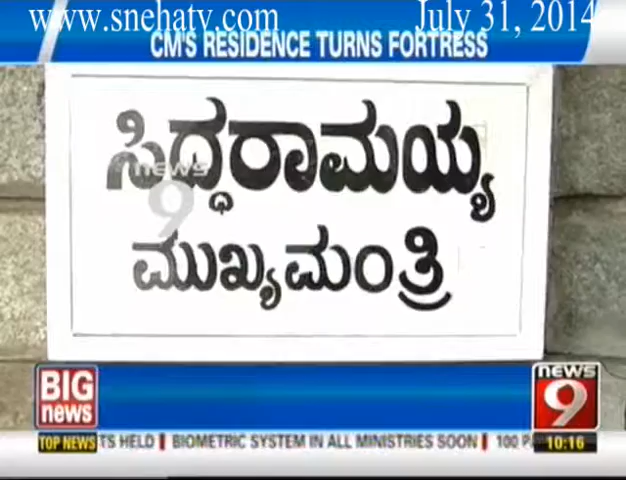 www.snehatv.com July 31, 2014
CM'S RESIDENCE TURNS FORTRESS
ಸಿದ್ಧರಾಮಯ್ಯ
news
9
ಮುಖ್ಯಮಂತ್ರಿ
BIG
news
NEWS
9
TOP NEWS TS HELD BIOMETRIC SYSTEM IN ALL MINISTRIES SOON 100 10:16